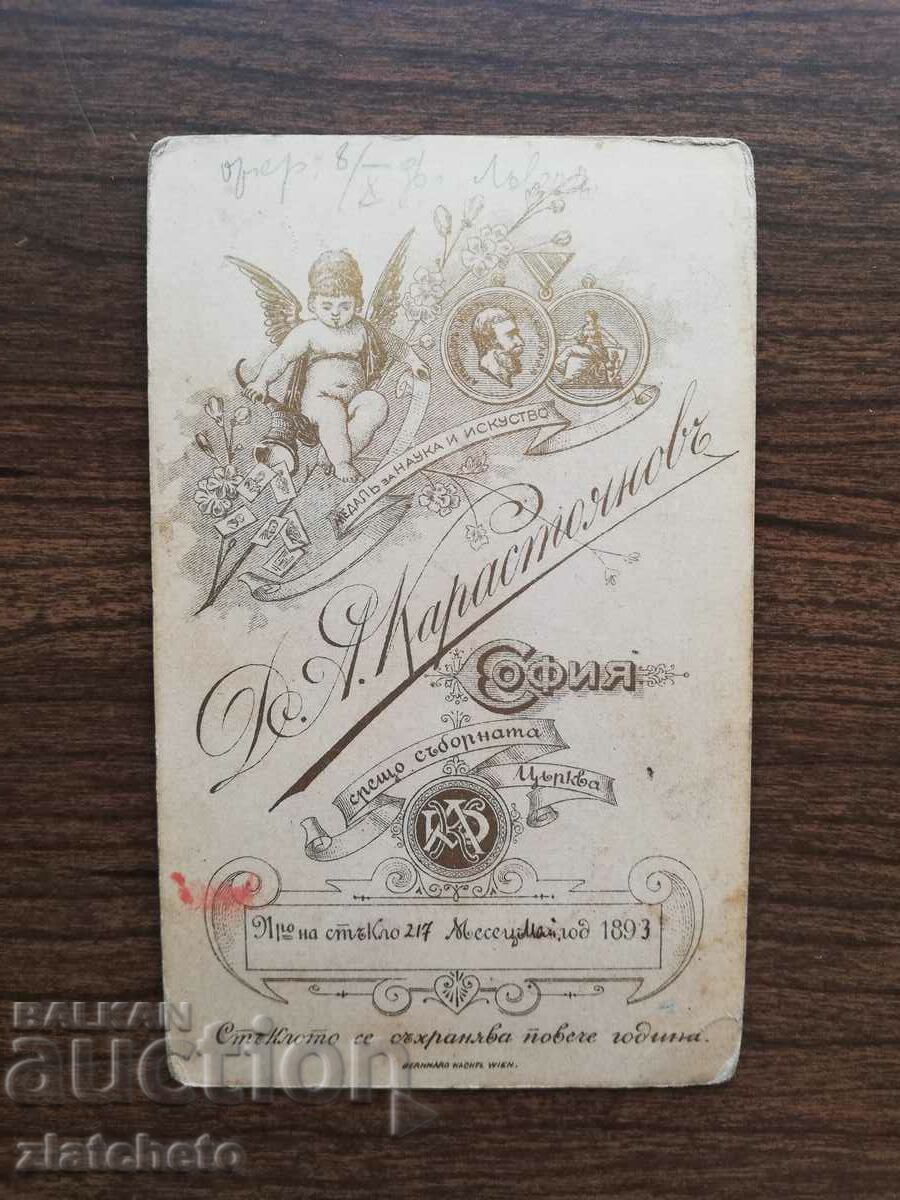 МЕДАЛЬ ЗА НАУКА И ИСКУСТВО
Д. А. Карастояновъ
София
срещо съборната
Църква
№ на стъкло 217 Месец Май, год 1893
Стъклото се съхранява повече година.
BERNHARD WACHTL WIEN.
BALKAN
auction
zlatcheto